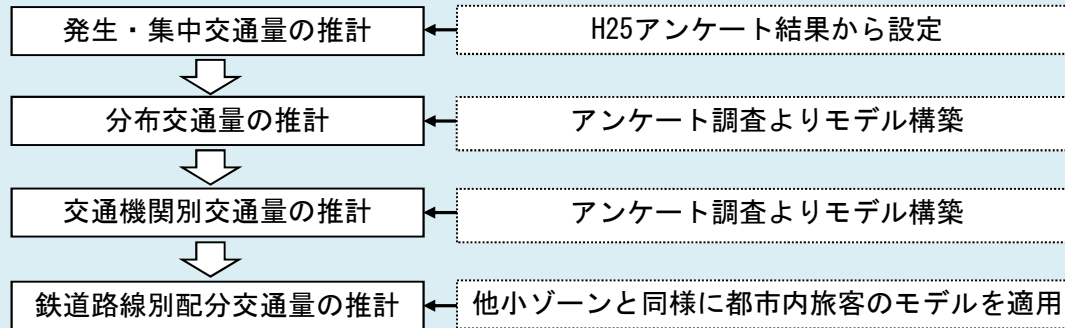 発生・集中交通量の推計
H25アンケート結果から設定
分布交通量の推計
アンケート調査よりモデル構築
交通機関別交通量の推計
アンケート調査よりモデル構築
鉄道路線別配分交通量の推計
他小ゾーンと同様に都市内旅客のモデルを適用